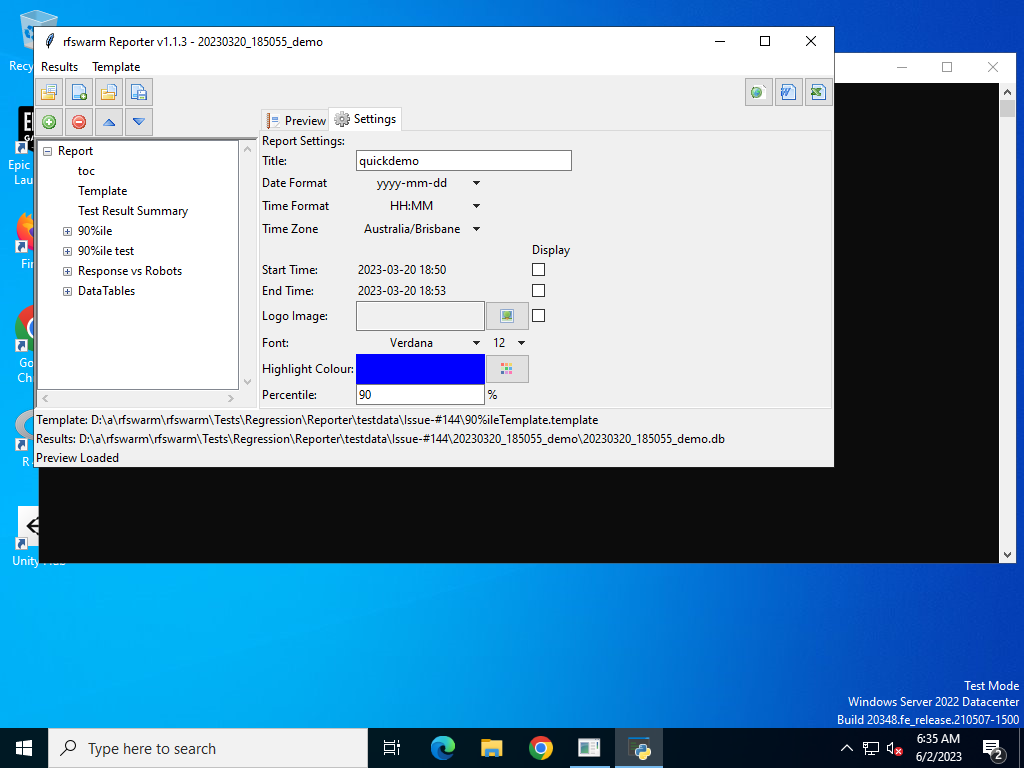 Recy
rfswarm Reporter v1.1.3 - 20230320_185055_demo
Results Template
Preview Settings
Report
toc
Template
Test Result Summary
90%ile
90%ile test
Response vs Robots
DataTables
Report Settings:
Title: quickdemo
Date Format yyyy-mm-dd
Time Format HH:MM
Time Zone Australia/Brisbane
Display
Start Time: 2023-03-20 18:50
End Time: 2023-03-20 18:53
Logo Image:
Font: Verdana 12
Highlight Colour:
Percentile: 90 %
Template: D:\a\rfswarm\rfswarm\Tests\Regression\Reporter\testdata\Issue-#144\90%ileTemplate.template
Results: D:\a\rfswarm\rfswarm\Tests\Regression\Reporter\testdata\Issue-#144\20230320_185055_demo\20230320_185055_demo.db
Preview Loaded
Epic
Lau
Fir
Go
Ch
R
Unity Hub
Test Mode
Windows Server 2022 Datacenter
Build 20348.fe_release.210507-1500
Type here to search
6:35 AM
6/2/2023
2